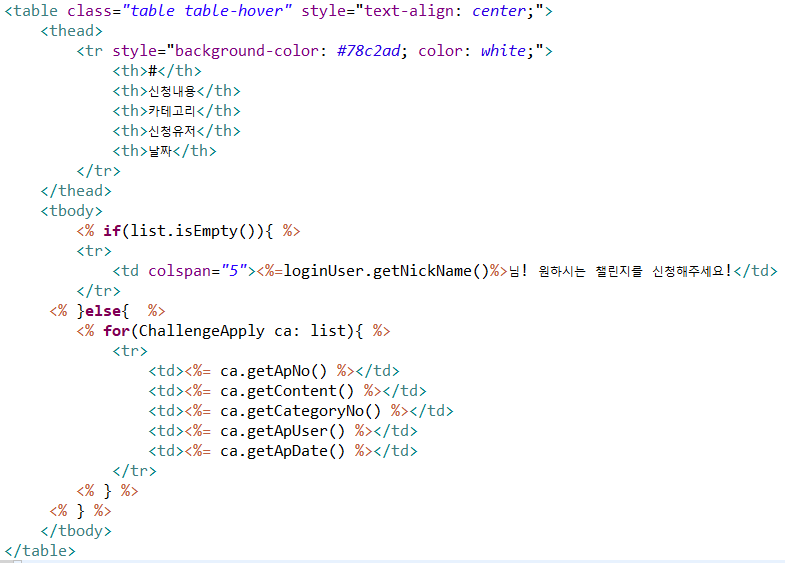 <table class="table table-hover" style="text-align: center;">
<thead>
<tr style="background-color: #78c2ad; color: white;">
<th>#</th>
<th>신청내용</th>
<th>카테고리</th>
<th>신청유저</th>
<th>날짜</th>
</tr>
</thead>
<tbody>
<% if(list.isEmpty()){ %>
<tr>
<td colspan="5"><%=loginUser.getNickName()%>님! 원하시는 챌린지를 신청해주세요!</td>
</tr>
<% }else{  %>
<% for(ChallengeApply ca: list){ %>
<tr>
<td><%= ca.getApNo() %></td>
<td><%= ca.getContent() %></td>
<td><%= ca.getCategoryNo() %></td>
<td><%= ca.getApUser() %></td>
<td><%= ca.getApDate() %></td>
</tr>
<% } %>
<% } %>
</tbody>
</table>